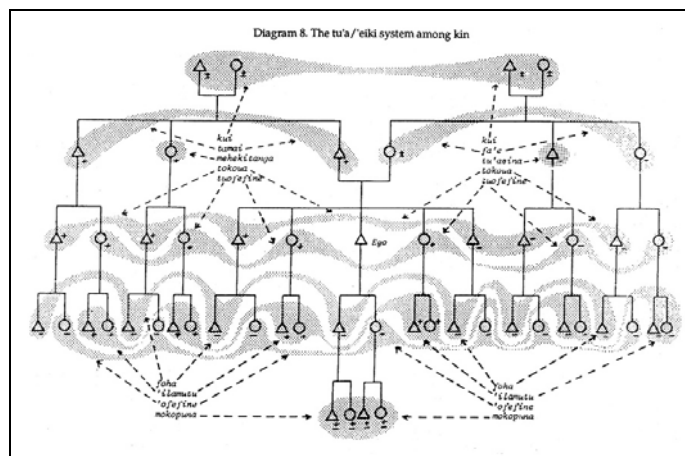 Diagram 8. The tu'a/'eiki system among kin
kui
tamai
mehekitanga
tokoua
tuofefine
kui
fa'e
tu'asina
tokoua
tuofefine
Ego
foha
'ilamutu
'ofefine
mokopuna
foha
'ilamutu
'ofefine
mokopuna